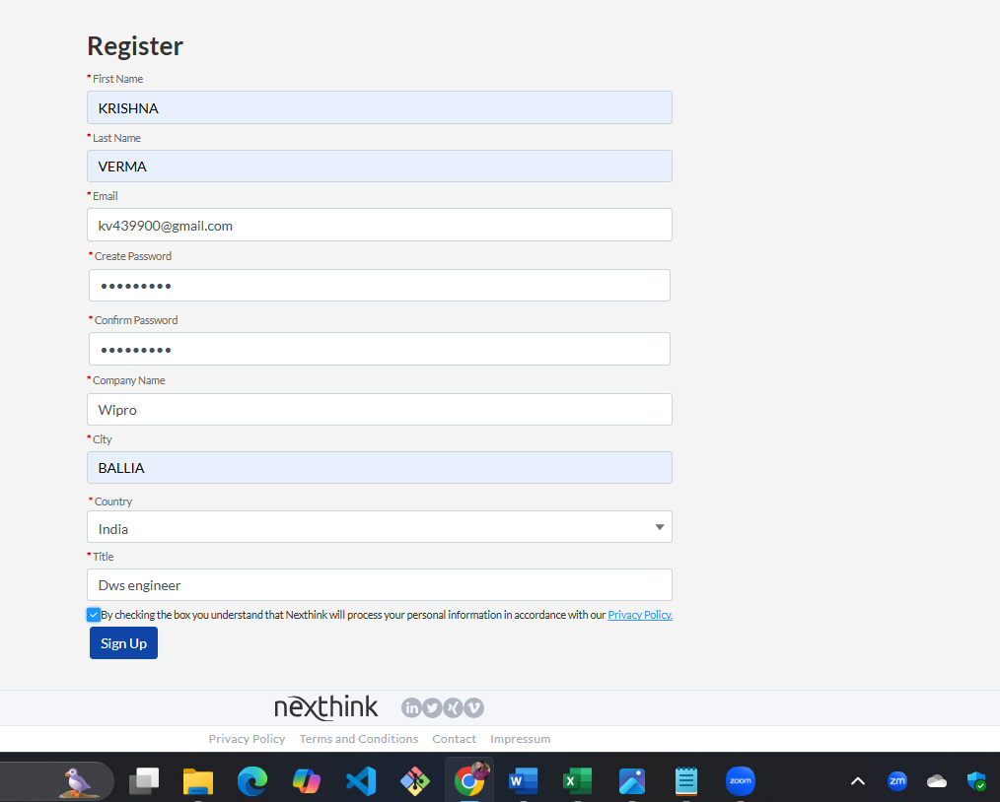 Register
* First Name
KRISHNA
* Last Name
VERMA
* Email
kv439900@gmail.com
* Create Password
•••••••••
* Confirm Password
•••••••••
* Company Name
Wipro
* City
BALLIA
* Country
India
* Title
Dws engineer
By checking the box you understand that Nexthink will process your personal information in accordance with our Privacy Policy.
Sign Up
nexthink
Privacy Policy Terms and Conditions Contact Impressum
W X zoom zm